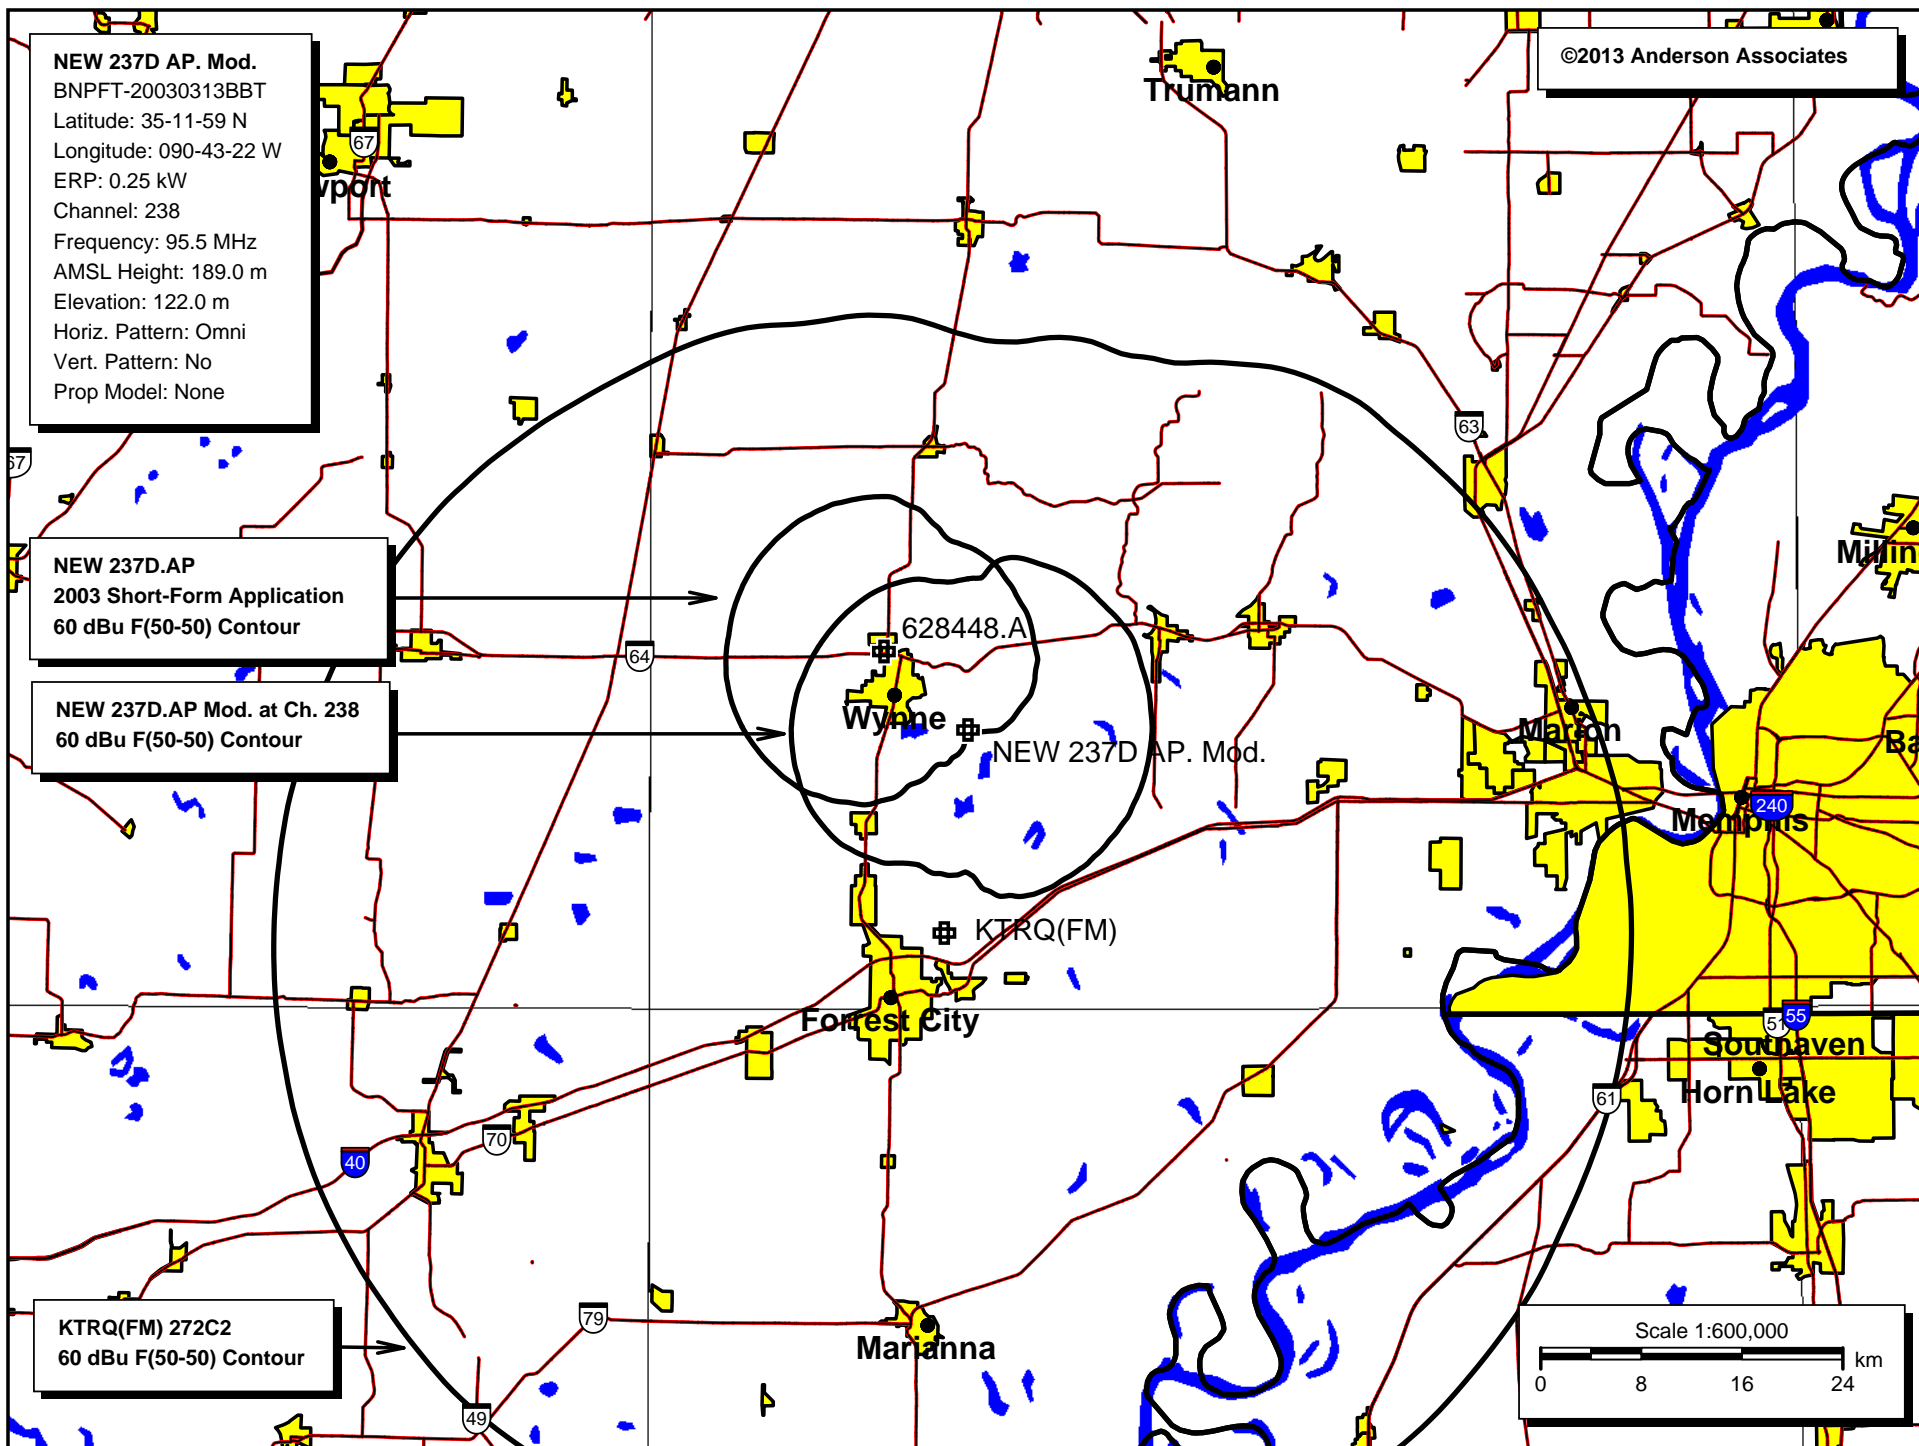 NEW 237D AP. Mod.
BNPFT-20030313BBT
Latitude: 35-11-59 N
Longitude: 090-43-22 W
ERP: 0.25 kW
Channel: 238
Frequency: 95.5 MHz
AMSL Height: 189.0 m
Elevation: 122.0 m
Horiz. Pattern: Omni
Vert. Pattern: No
Prop Model: None
©2013 Anderson Associates
Trumann
67
wport
63
67
NEW 237D.AP
2003 Short-Form Application
60 dBu F(50-50) Contour
Millin
628448.A
64
NEW 237D.AP Mod. at Ch. 238
60 dBu F(50-50) Contour
Wynne
Marion
Ba
NEW 237D AP. Mod.
240
Memphis
KTRQ(FM)
Forrest City
51
55
Southaven
Horn Lake
61
70
40
79
Marianna
KTRQ(FM) 272C2
60 dBu F(50-50) Contour
49
Scale 1:600,000
km
0 8 16 24